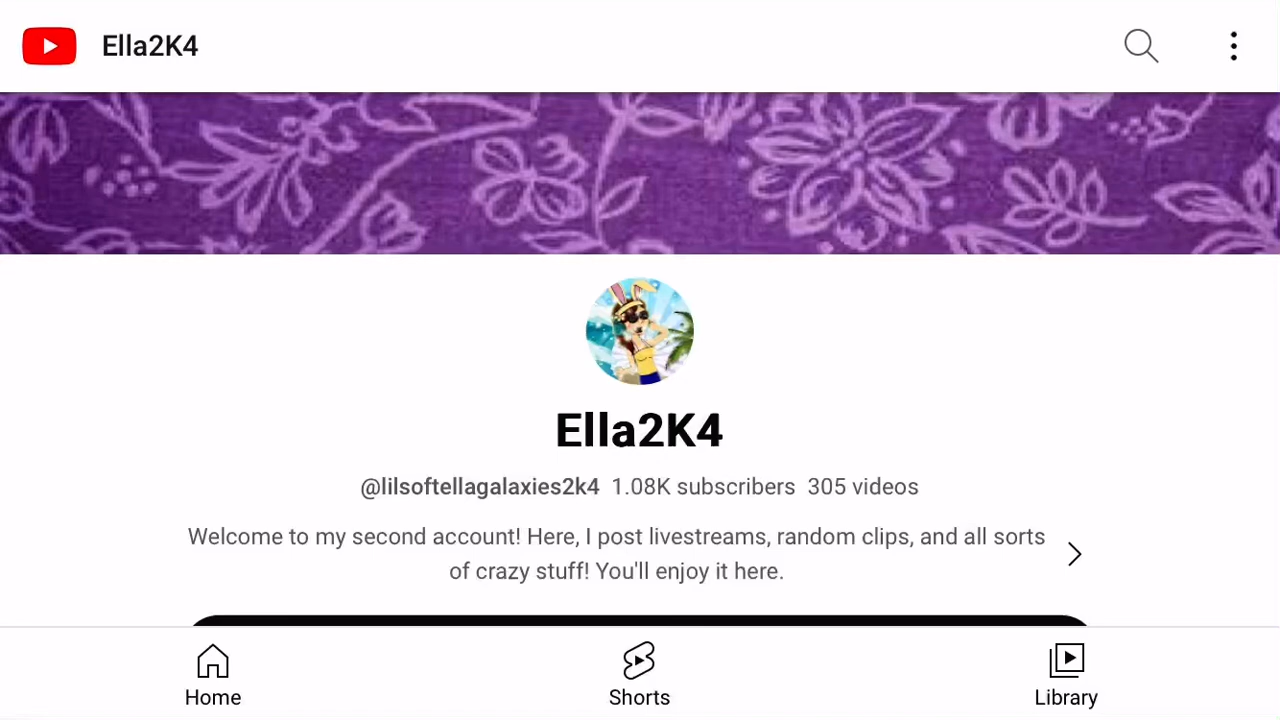 Ella2K4
Ella2K4
@lilsoftellagalaxies2k4 1.08K subscribers 305 videos
Welcome to my second account! Here, I post livestreams, random clips, and all sorts
of crazy stuff! You'll enjoy it here.
Home Shorts Library